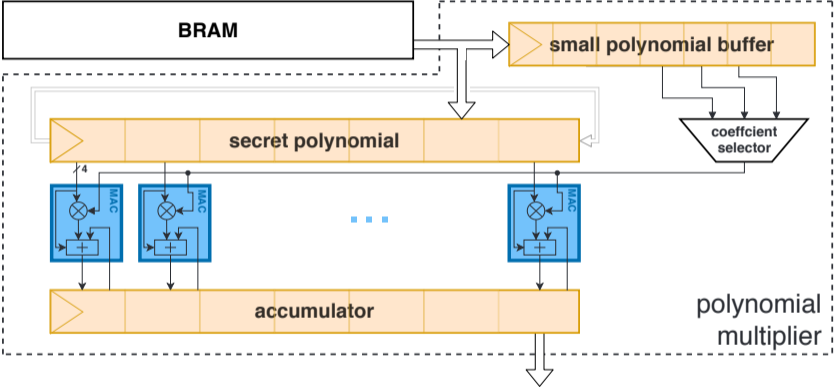 BRAM
small polynomial buffer
coeffcient
selector
secret polynomial
4
MAC
MAC
MAC
+
+
+
accumulator
polynomial
multiplier